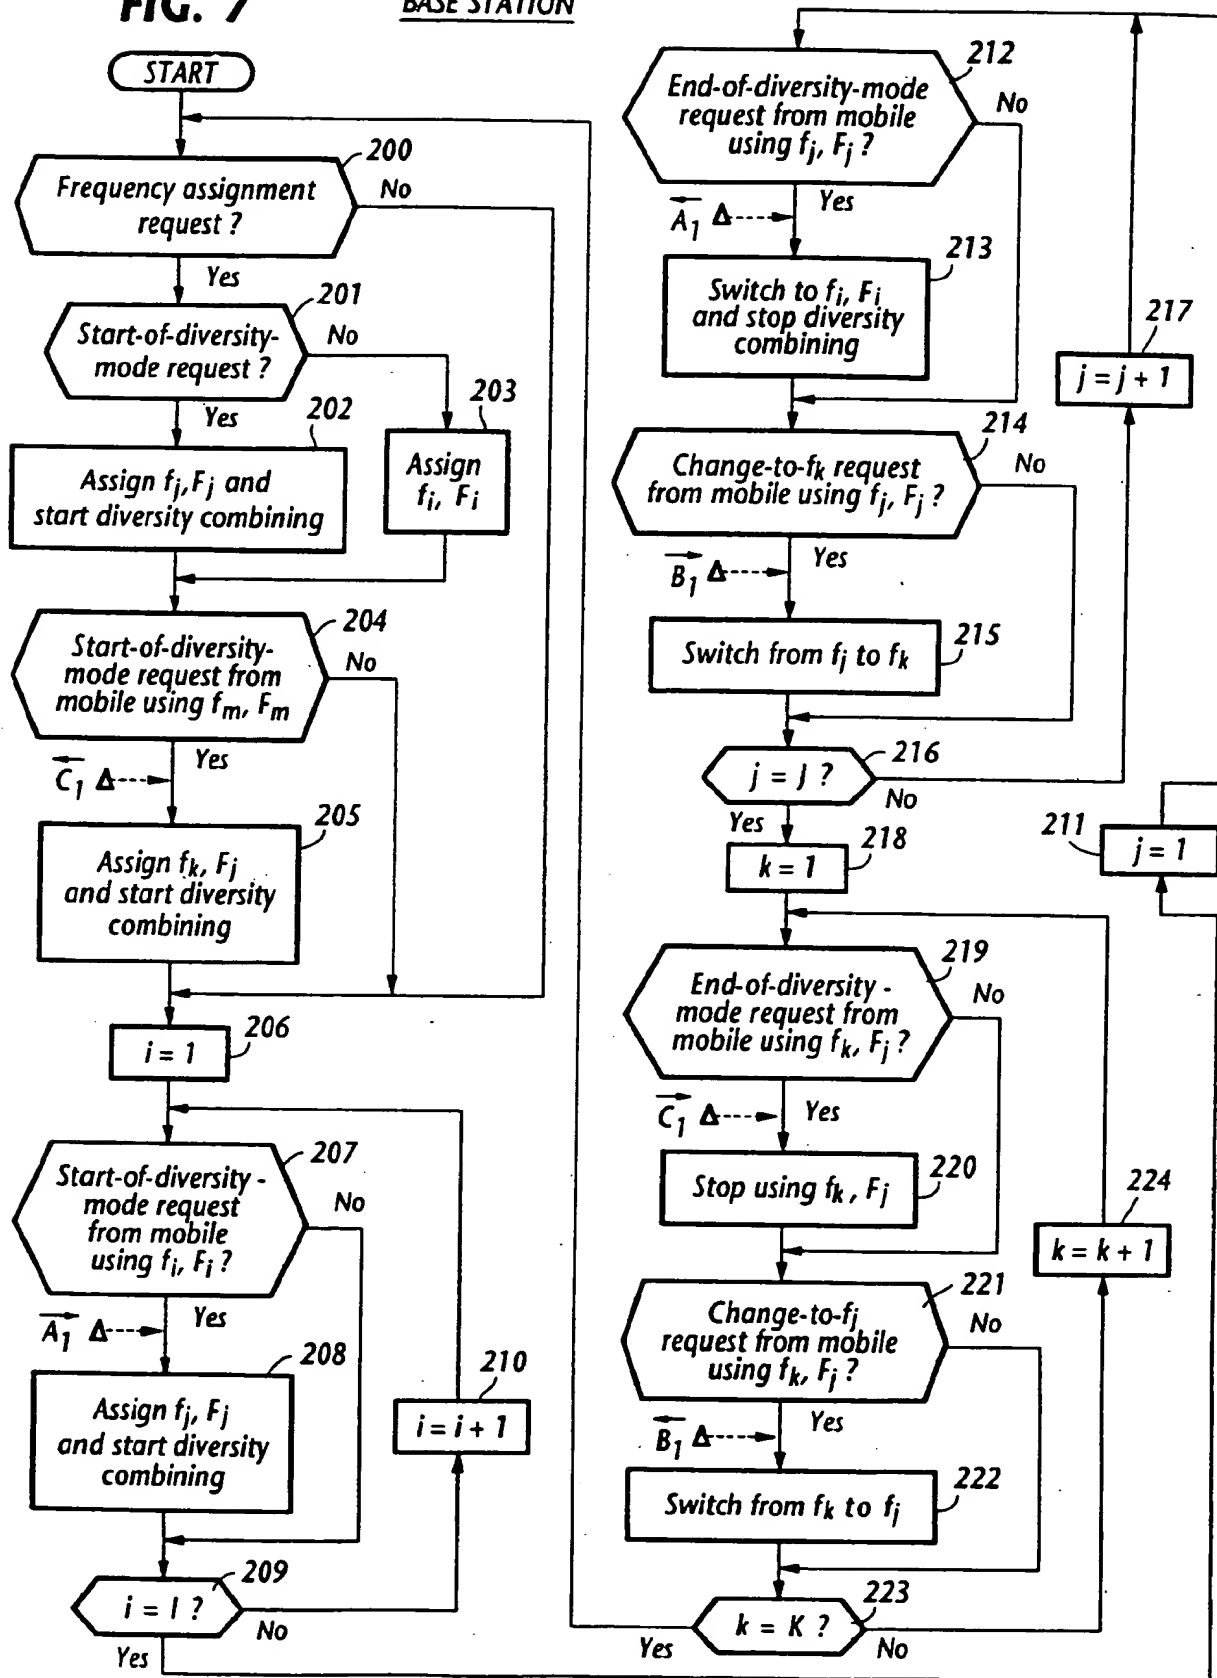 FIG. 7
BASE STATION
START
200
Frequency assignment
request ?
No
Yes
201
Start-of-diversity-
mode request ?
No
Yes
202
Assign fj, Fj and
start diversity combining
203
Assign
fi, Fi
204
Start-of-diversity-
mode request from
mobile using fm, Fm
No
Yes
C1 Δ
205
Assign fk, Fj
and start diversity
combining
206
i = 1
207
Start-of-diversity -
mode request
from mobile
using fi, Fi ?
No
Yes
A1 Δ
208
Assign fj, Fj
and start diversity
combining
210
i = i + 1
209
i = I ?
No
Yes
212
End-of-diversity-mode
request from mobile
using fj, Fj ?
No
Yes
A1 Δ
213
Switch to fi, Fi
and stop diversity
combining
217
j = j + 1
214
Change-to-fk request
from mobile using fj, Fj ?
No
Yes
B1 Δ
215
Switch from fj to fk
216
j = J ?
No
Yes
218
k = 1
211
j = 1
219
End-of-diversity -
mode request from
mobile using fk, Fj ?
No
Yes
C1 Δ
220
Stop using fk, Fj
224
k = k + 1
221
Change-to-fj
request from mobile
using fk, Fj ?
No
Yes
B1 Δ
222
Switch from fk to fj
223
k = K ?
Yes
No